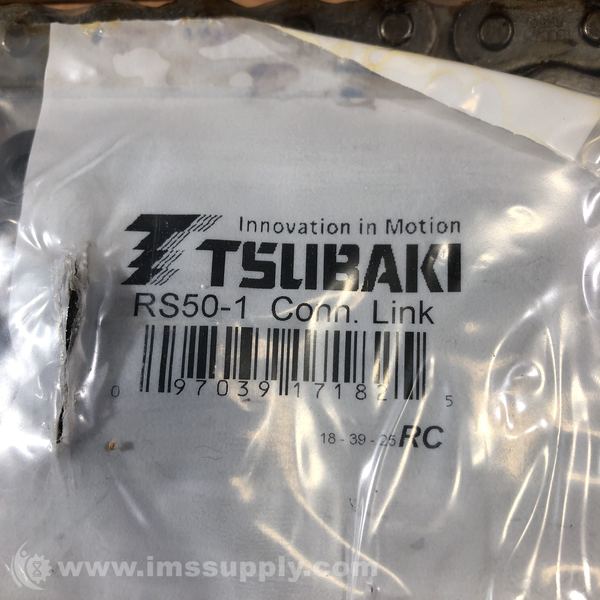 Innovation in Motion
TSUBAKI
RS50-1 Conn. Link
0 97039 17182 5
18 - 39 - 25 RC
www.imssupply.com